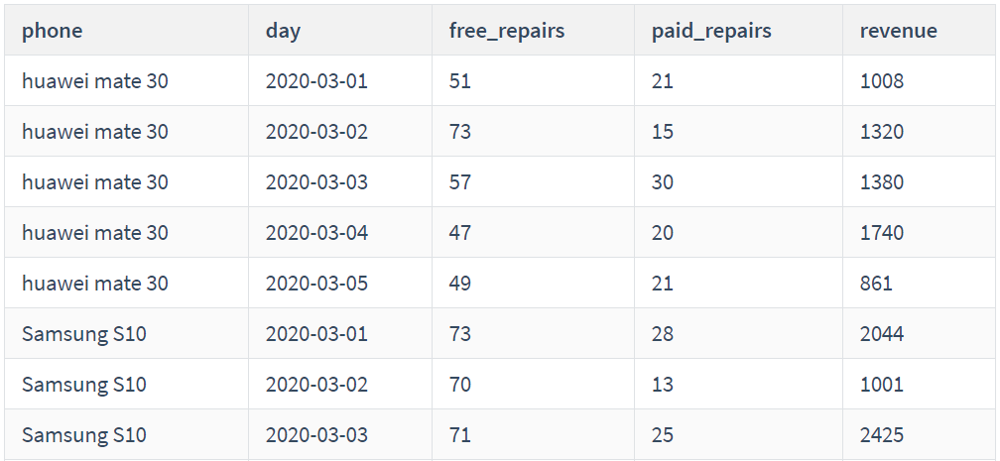 phone day free_repairs paid_repairs revenue
huawei mate 30 2020-03-01 51 21 1008
huawei mate 30 2020-03-02 73 15 1320
huawei mate 30 2020-03-03 57 30 1380
huawei mate 30 2020-03-04 47 20 1740
huawei mate 30 2020-03-05 49 21 861
Samsung S10 2020-03-01 73 28 2044
Samsung S10 2020-03-02 70 13 1001
Samsung S10 2020-03-03 71 25 2425